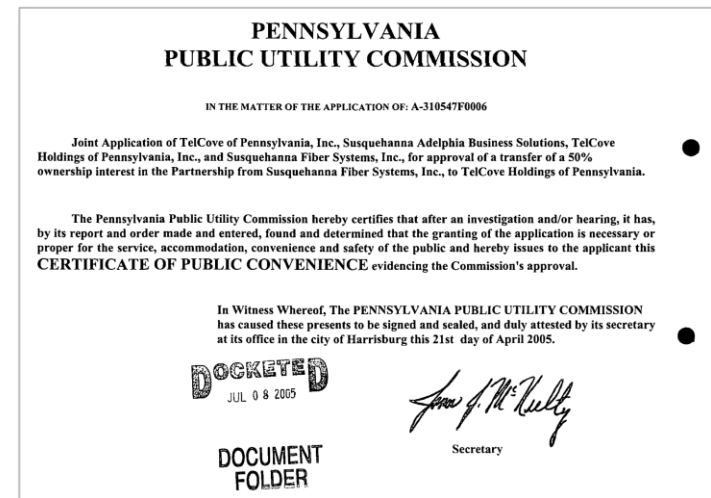 PENNSYLVANIA
PUBLIC UTILITY COMMISSION
IN THE MATTER OF THE APPLICATION OF: A-310547F0006
Joint Application of TelCove of Pennsylvania, Inc., Susquehanna Adelphia Business Solutions, TelCove
Holdings of Pennsylvania, Inc., and Susquehanna Fiber Systems, Inc., for approval of a transfer of a 50%
ownership interest in the Partnership from Susquehanna Fiber Systems, Inc., to TelCove Holdings of Pennsylvania.
The Pennsylvania Public Utility Commission hereby certifies that after an investigation and/or hearing, it has,
by its report and order made and entered, found and determined that the granting of the application is necessary or
proper for the service, accommodation, convenience and safety of the public and hereby issues to the applicant this
CERTIFICATE OF PUBLIC CONVENIENCE evidencing the Commission's approval.
In Witness Whereof, The PENNSYLVANIA PUBLIC UTILITY COMMISSION
has caused these presents to be signed and sealed, and duly attested by its secretary
at its office in the city of Harrisburg this 21st day of April 2005.
DOCKETED
JUL 08 2005
J. McNulty
Secretary
DOCUMENT
FOLDER